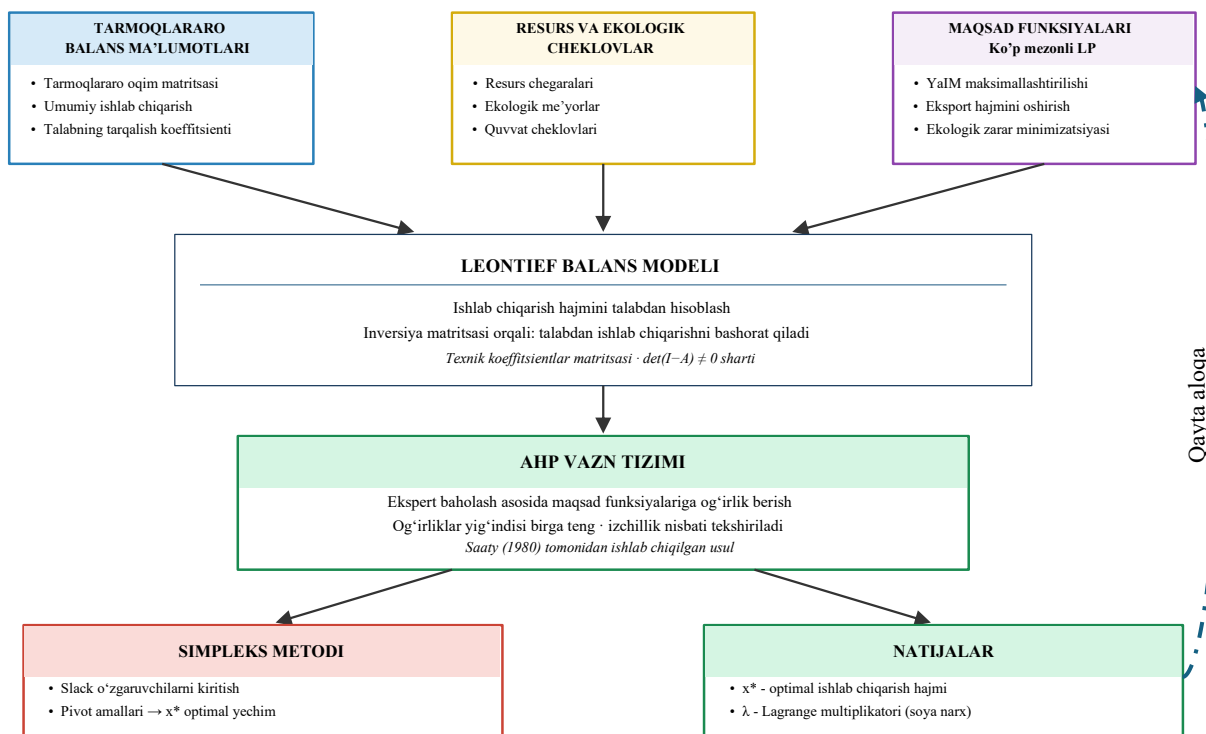 TARMOQLARARO
BALANS MA’LUMOTLARI
• Tarmoqlararo oqim matritsasi
• Umumiy ishlab chiqarish
• Talabning tarqalish koeffitsienti
RESURS VA EKOLOGIK
CHEKLOVLAR
• Resurs chegaralari
• Ekologik me’yorlar
• Quvvat cheklovlari
MAQSAD FUNKSIYALARI
Ko’p mezonli LP
• YaIM maksimallashtirilishi
• Eksport hajmini oshirish
• Ekologik zarar minimizatsiyasi
LEONTIEF BALANS MODELI
Ishlab chiqarish hajmini talabdan hisoblash
Inversiya matritsasi orqali: talabdan ishlab chiqarishni bashorat qiladi
Texnik koeffitsientlar matritsasi · det(I−A) ≠ 0 sharti
Qayta aloqa
AHP VAZN TIZIMI
Ekspert baholash asosida maqsad funksiyalariga og‘irlik berish
Og‘irliklar yig‘indisi birga teng · izchillik nisbati tekshiriladi
Saaty (1980) tomonidan ishlab chiqilgan usul
SIMPLEKS METODI
• Slack o‘zgaruvchilarni kiritish
• Pivot amallari → x* optimal yechim
NATIJALAR
• x* - optimal ishlab chiqarish hajmi
• λ - Lagrange multiplikatori (soya narx)